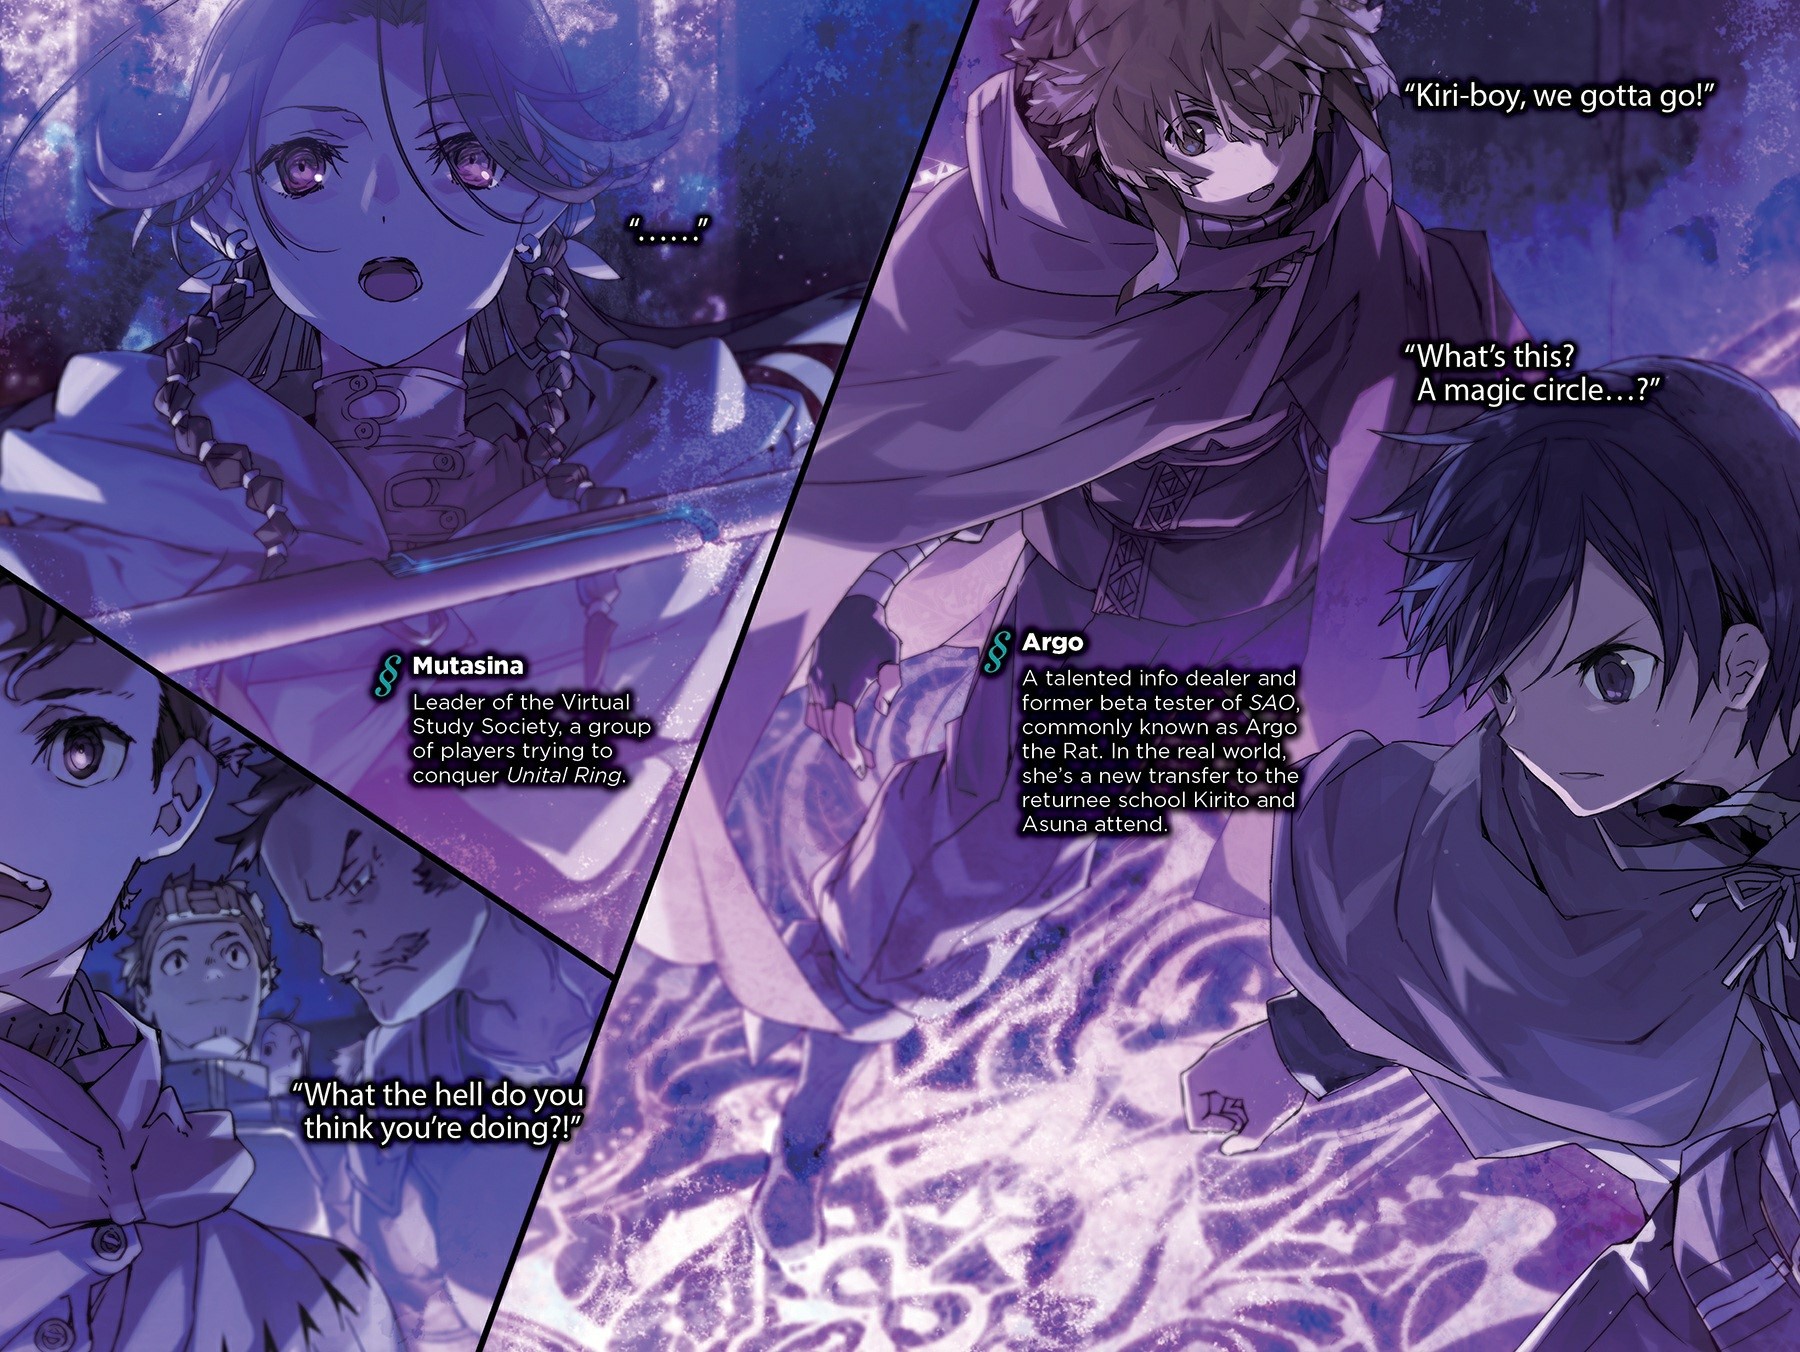 “......”
§ Mutasina
Leader of the Virtual
Study Society, a group
of players trying to
conquer Unital Ring.
“What the hell do you
think you’re doing?!”
“Kiri-boy, we gotta go!”
“What’s this?
A magic circle...?”
§ Argo
A talented info dealer and
former beta tester of SAO,
commonly known as Argo
the Rat. In the real world,
she’s a new transfer to the
returnee school Kirito and
Asuna attend.